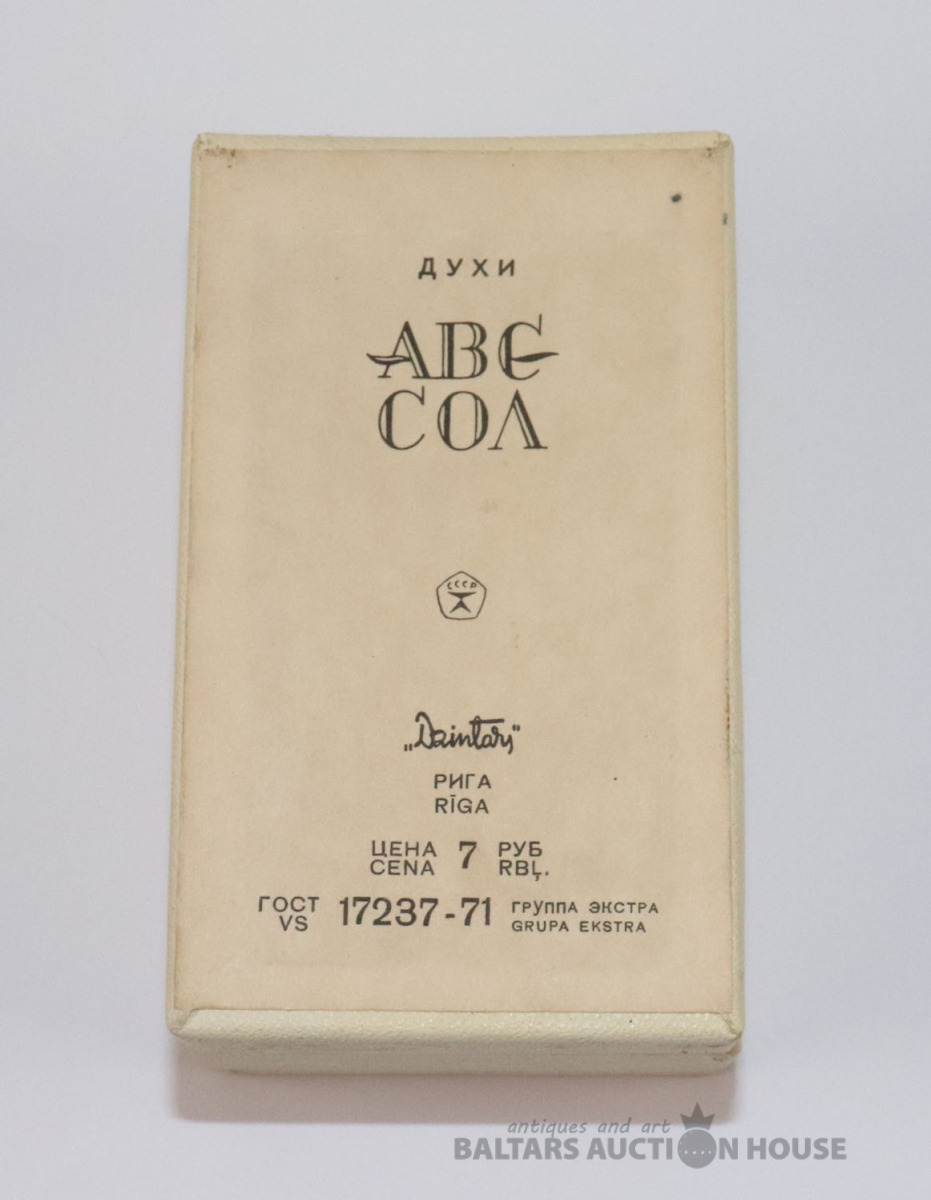 ДУХИ
АВЕ
СОЛ
СССР
„Dzintars”
РИГА
RĪGA
ЦЕНА 7 РУБ
CENA RBĻ.
ГОСТ 17237-71 ГРУППА ЭКСТРА
VS GRUPA EKSTRA
antiques and art
BALTARS AUCTION HOUSE